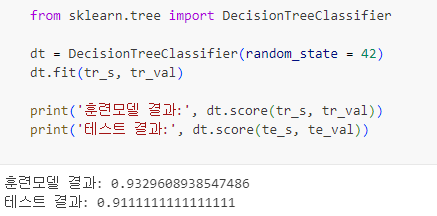 from sklearn.tree import DecisionTreeClassifier
dt = DecisionTreeClassifier(random_state = 42)
dt.fit(tr_s, tr_val)
print('훈련모델 결과:', dt.score(tr_s, tr_val))
print('테스트 결과:', dt.score(te_s, te_val))
훈련모델 결과: 0.9329608938547486
테스트 결과: 0.9111111111111111